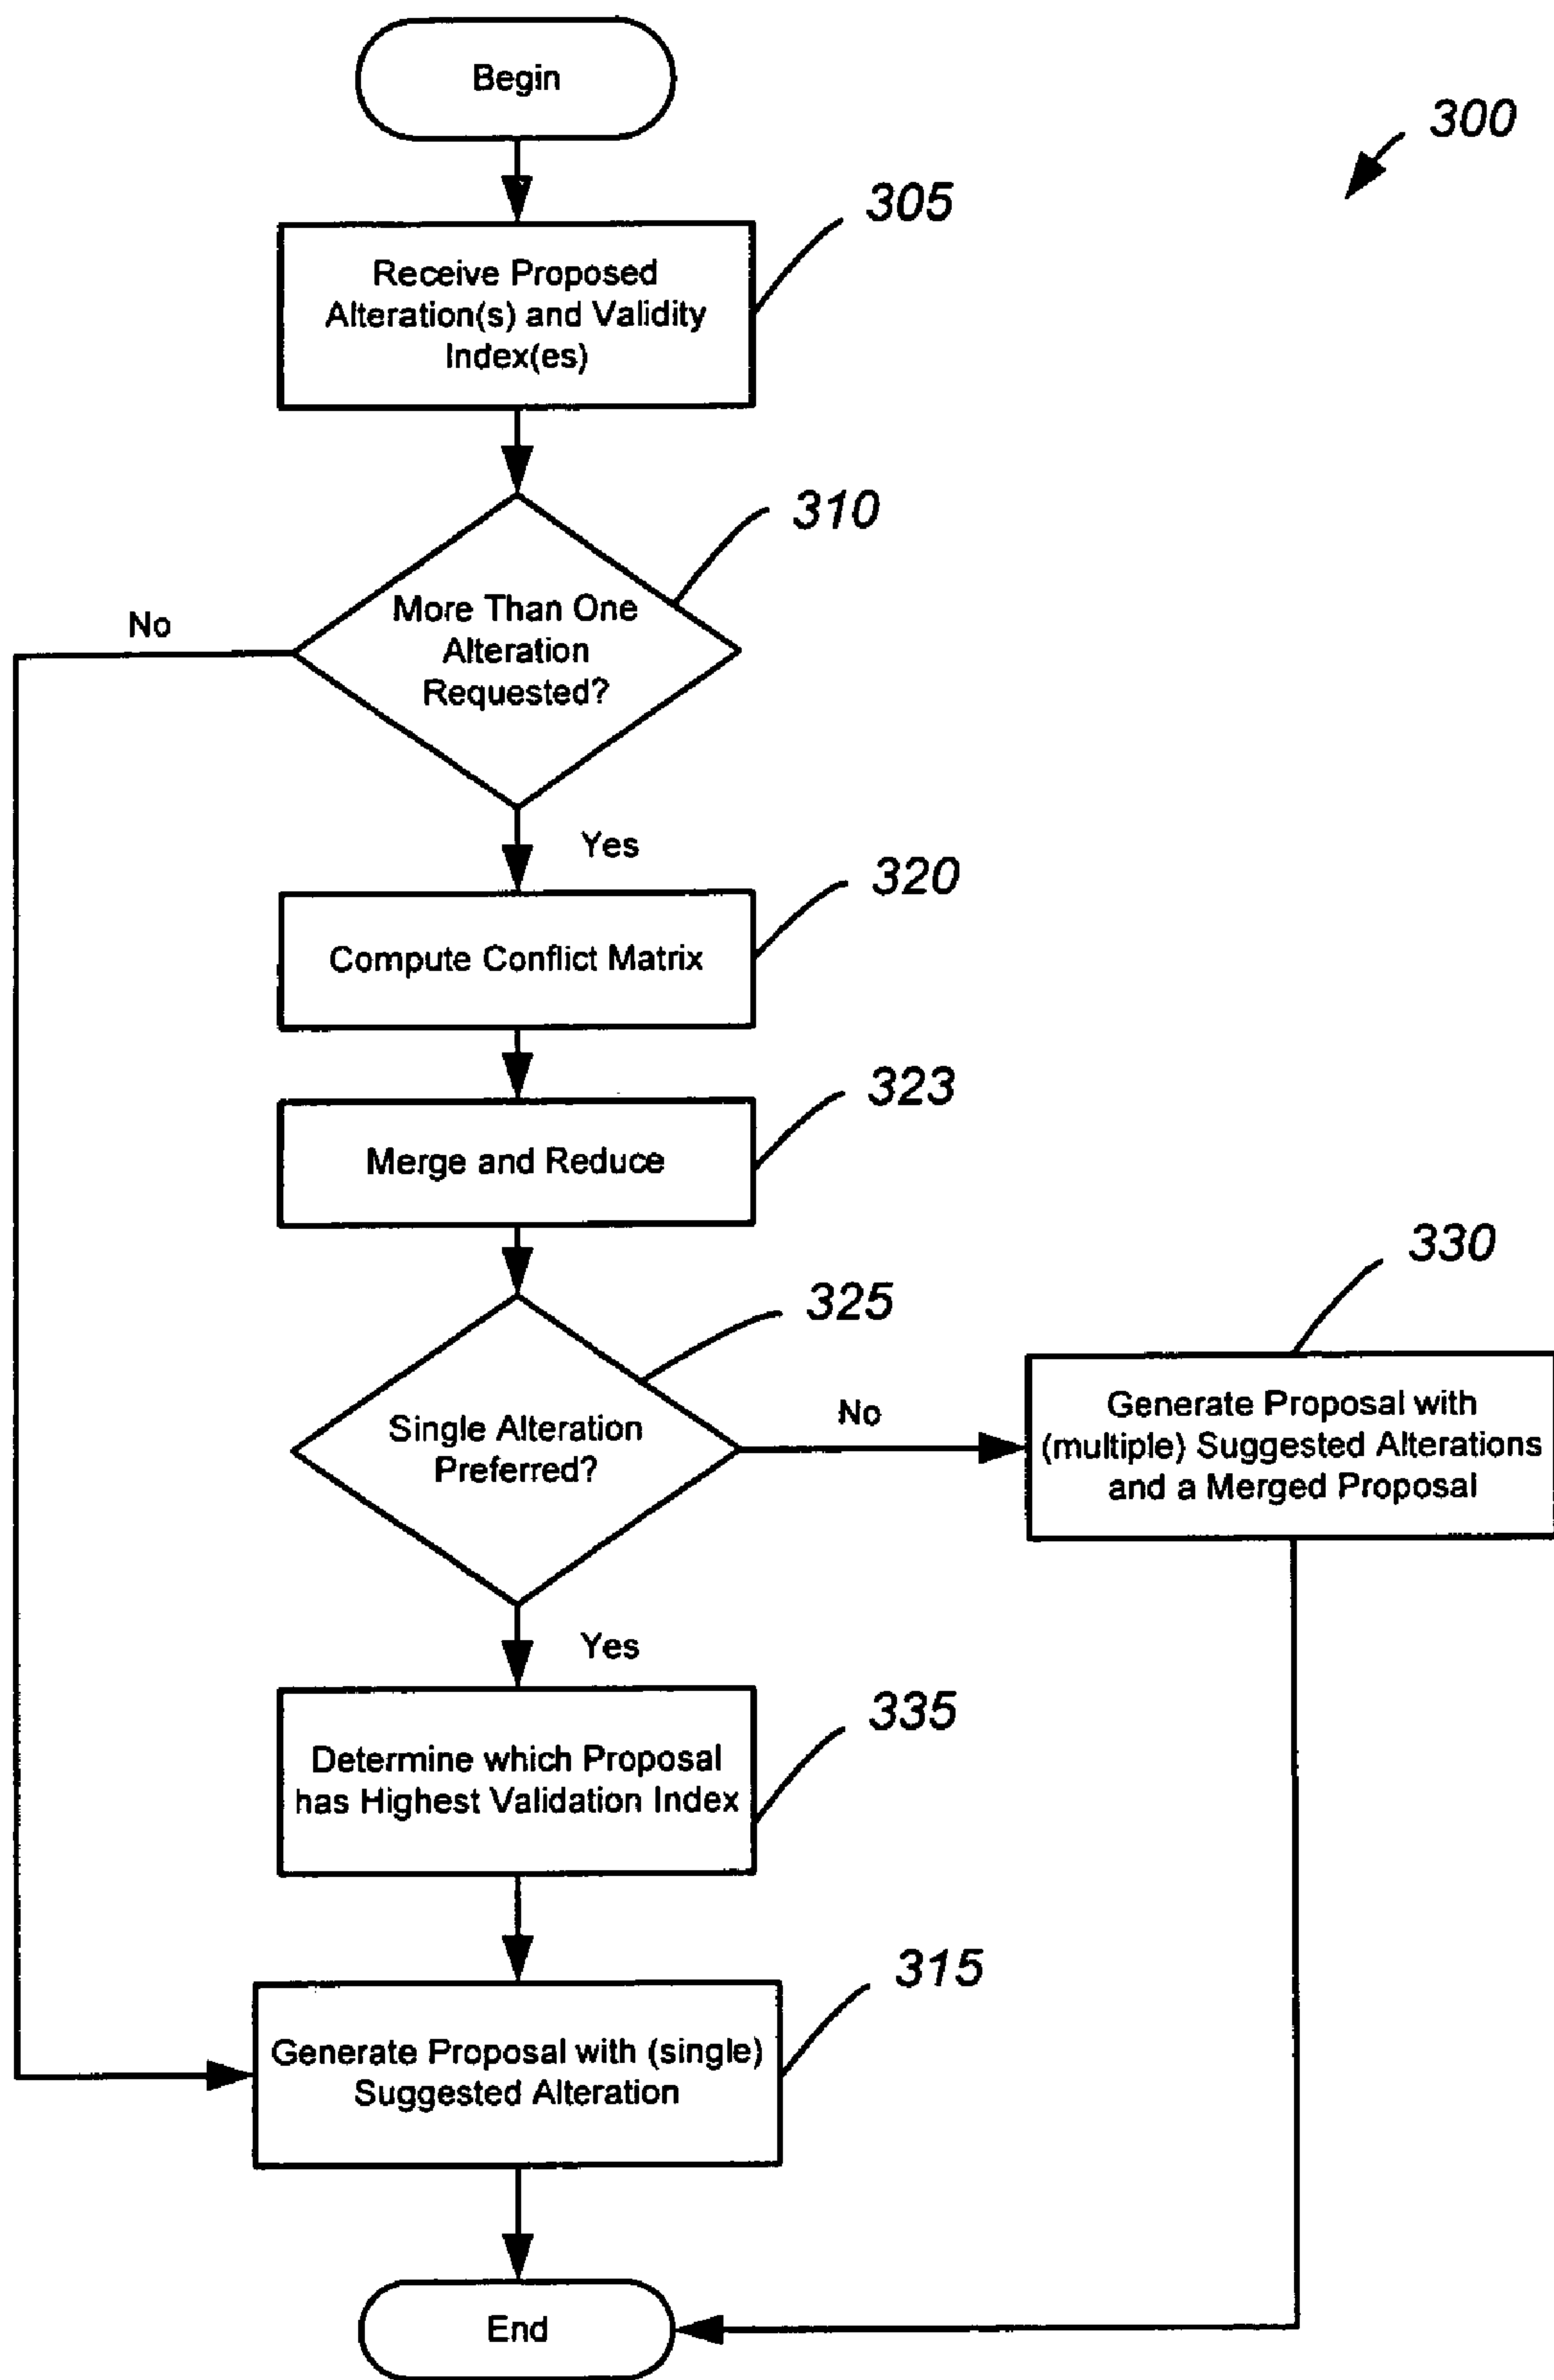 Begin
300
305
Receive Proposed
Alteration(s) and Validity
Index(es)
310
No
More Than One
Alteration
Requested?
Yes
320
Compute Conflict Matrix
323
Merge and Reduce
330
325
Generate Proposal with
(multiple) Suggested Alterations
and a Merged Proposal
No
Single Alteration
Preferred?
Yes
335
Determine which Proposal
has Highest Validation Index
315
Generate Proposal with (single)
Suggested Alteration
End